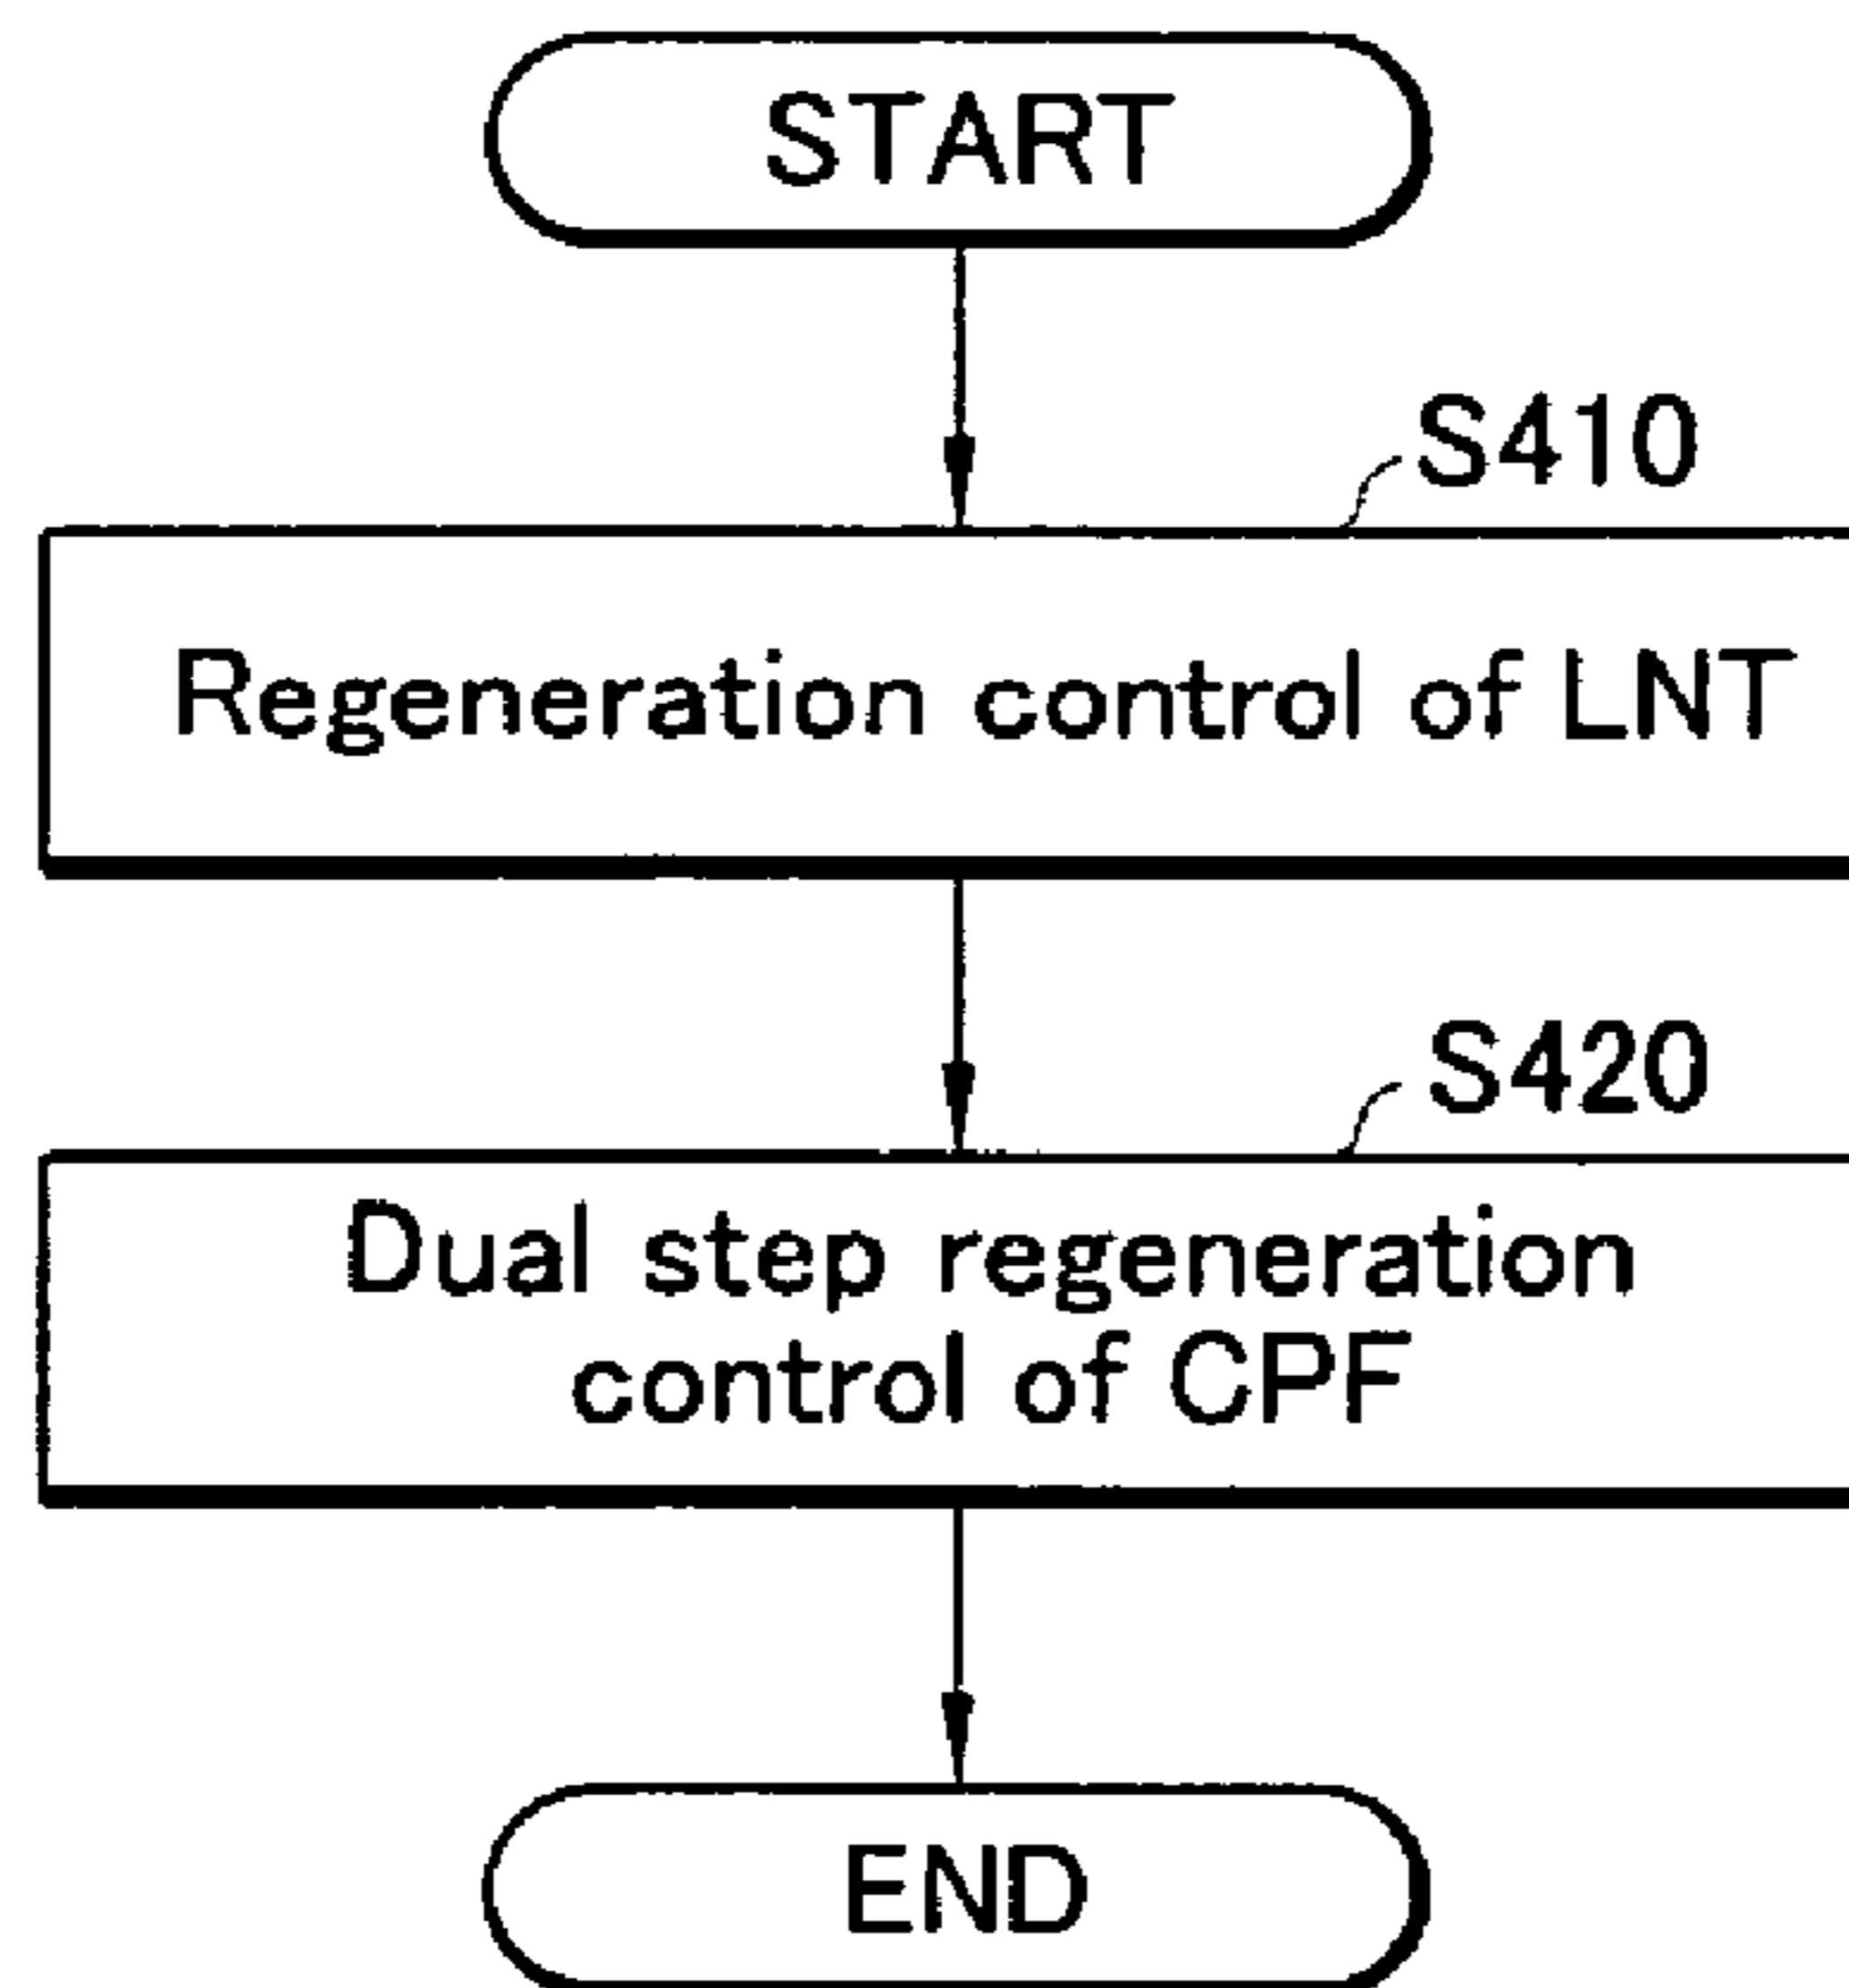 START
S410
Regeneration control of LNT
S420
Dual step regeneration
control of CPF
END